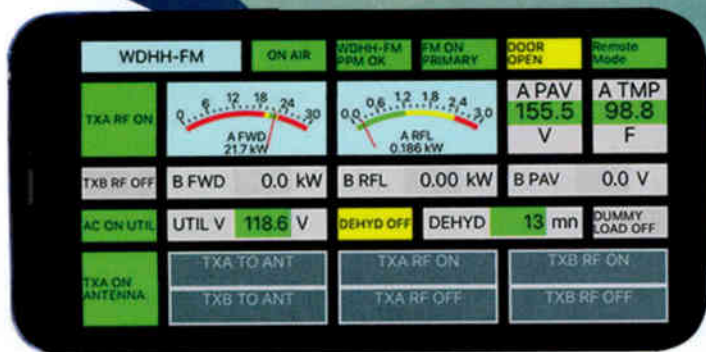 WDHH-FM
ON AIR
WDHH-FM
PPM OK
FM ON
PRIMARY
DOOR
OPEN
Remote
Mode
TXA RF ON
0 6 12 18 24 30
A FWD
21.7 kW
0.0 0.6 1.2 1.8 2.4 3.0
A RFL
0.186 kW
A PAV
155.5
V
A TMP
98.8
F
TXB RF OFF
B FWD 0.0 kW
B RFL 0.00 kW
B PAV 0.0 V
AC ON UTIL
UTIL V 118.6 V
DEHYD OFF
DEHYD 13 mn
DUMMY
LOAD OFF
TXA ON
ANTENNA
TXA TO ANT
TXA RF ON
TXB RF ON
TXB TO ANT
TXA RF OFF
TXB RF OFF